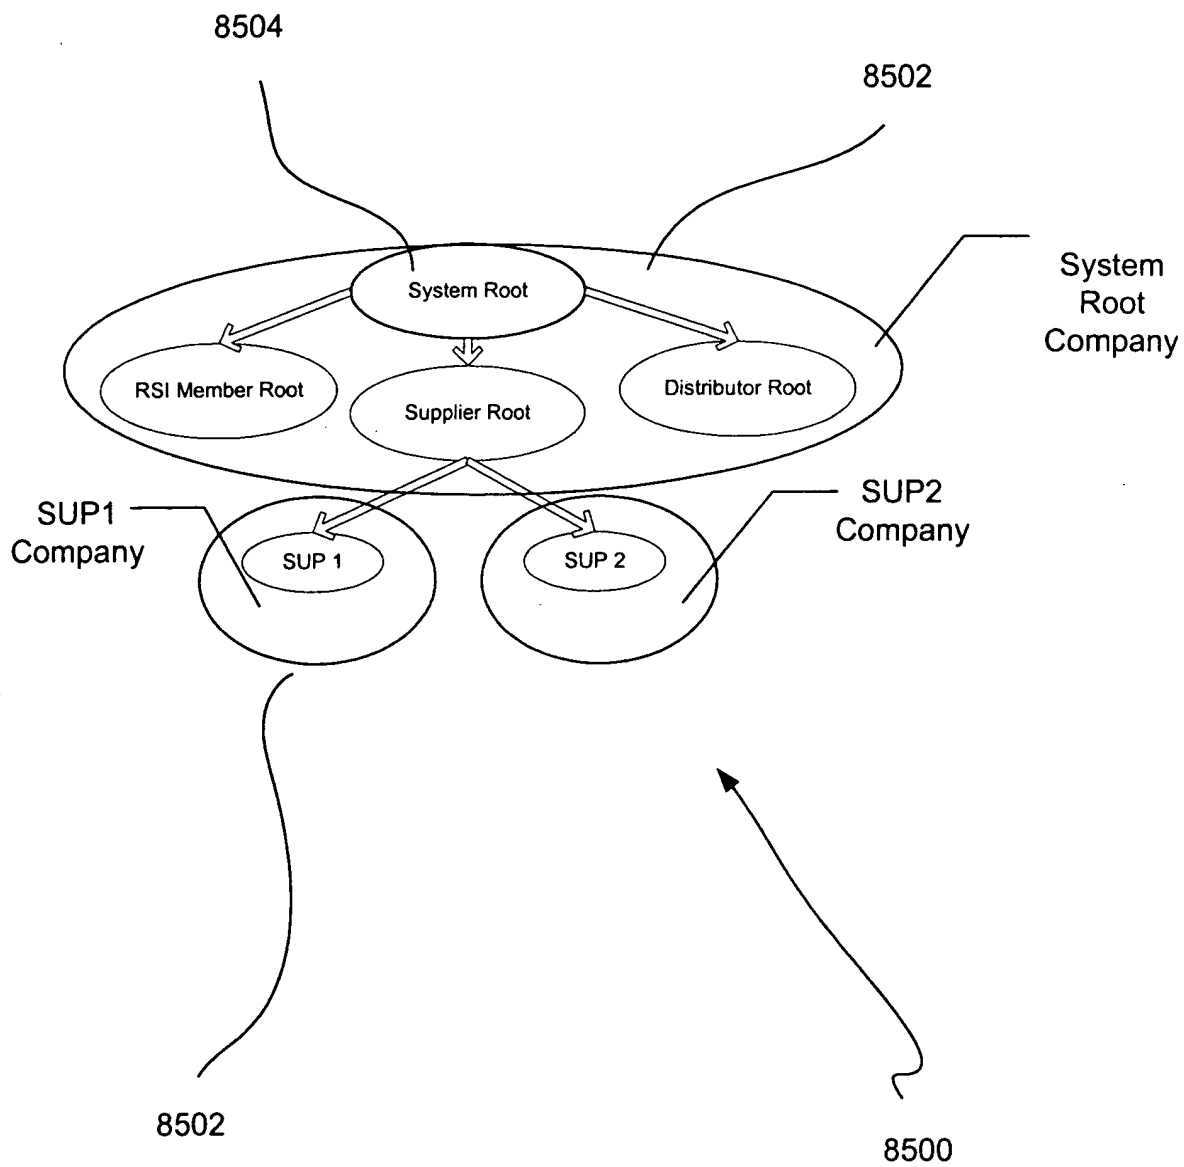 8504
8502
System Root
System
Root
Company
RSI Member Root
Supplier Root
Distributor Root
SUP1
Company
SUP2
Company
SUP 1
SUP 2
8502
8500